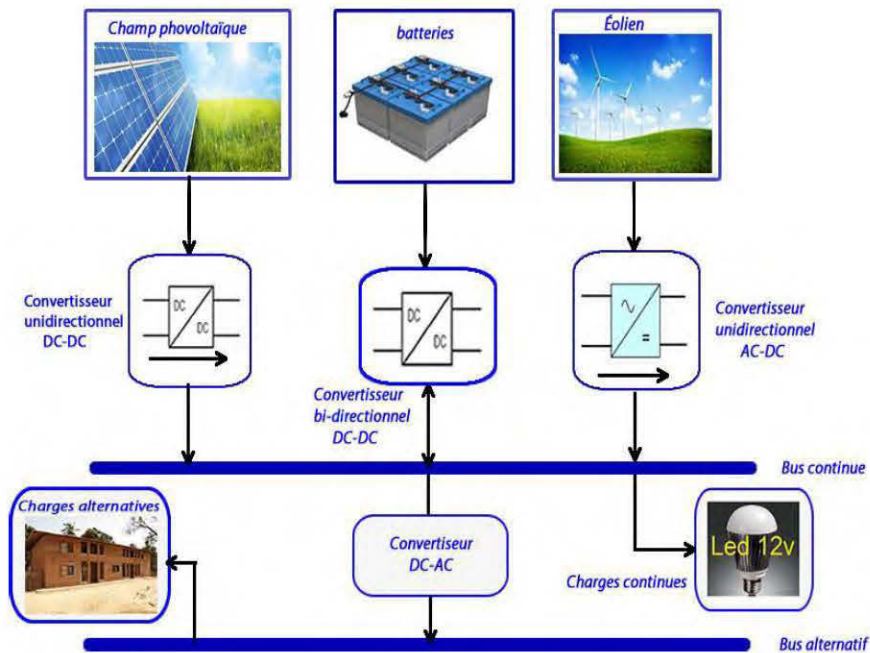 Champ phovoltaïque
batteries
Éolien
Convertisseur
unidirectionnel
DC-DC
DC
DC
DC
DC
Convertisseur
unidirectionnel
AC-DC
Convertisseur
bi-directionnel
DC-DC
Bus continue
Charges alternatives
Convertiseur
DC-AC
Led 12v
Charges continues
Bus alternatif